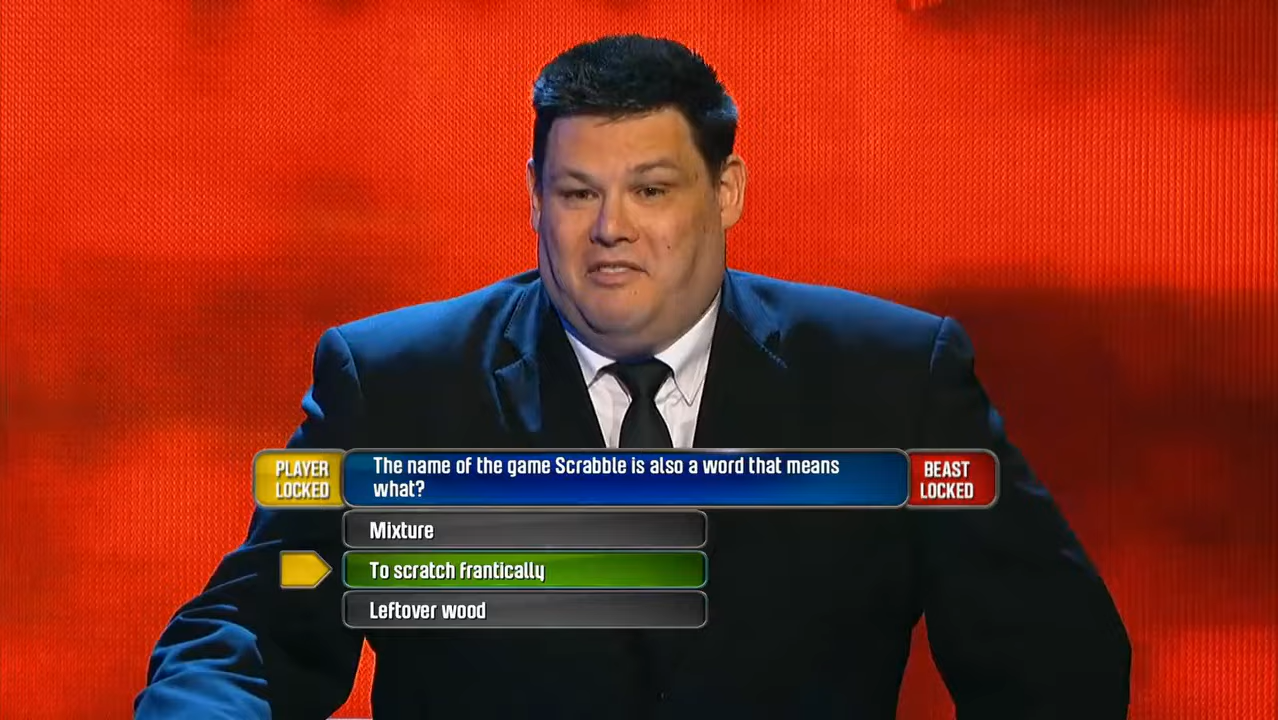 PLAYER
LOCKED
The name of the game Scrabble is also a word that means
what?
BEAST
LOCKED
Mixture
To scratch frantically
Leftover wood